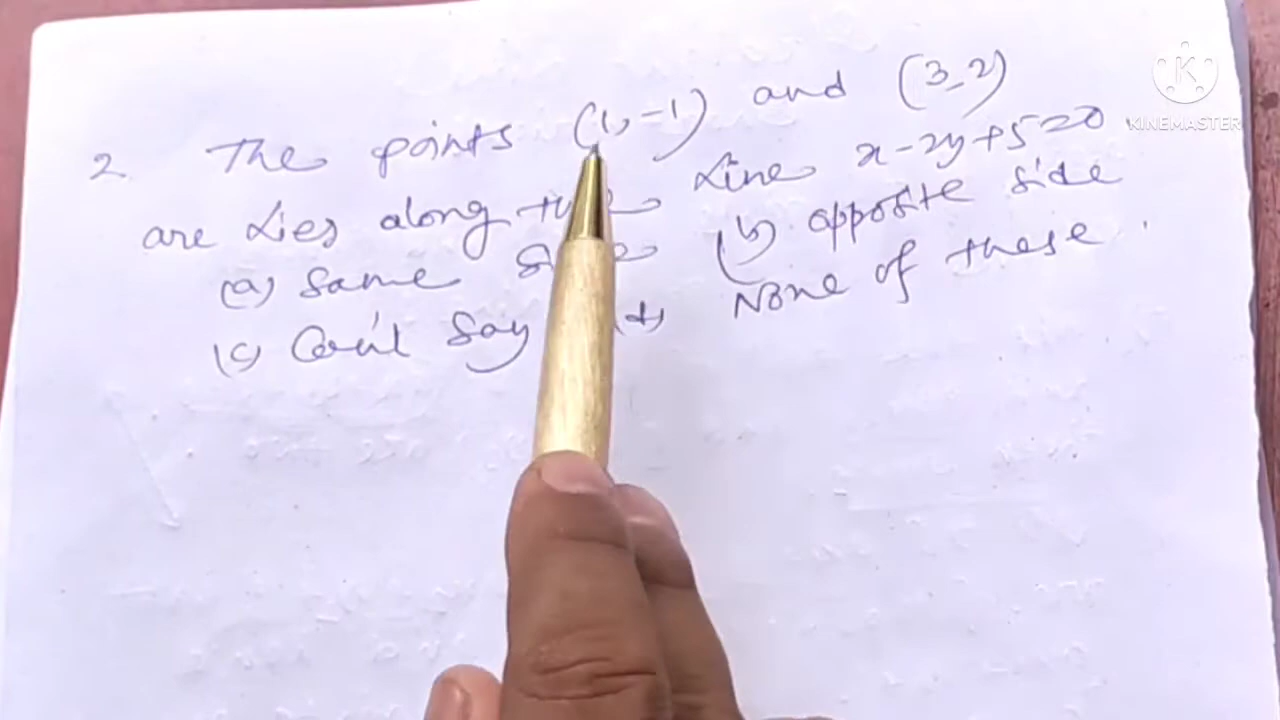 2 The points (1, -1) and (3, 2)
are Lies along the Line x-2y+5=0
(a) Same (b) opposite side
(c) Can't Say (d) None of these.
K
KINEMASTER